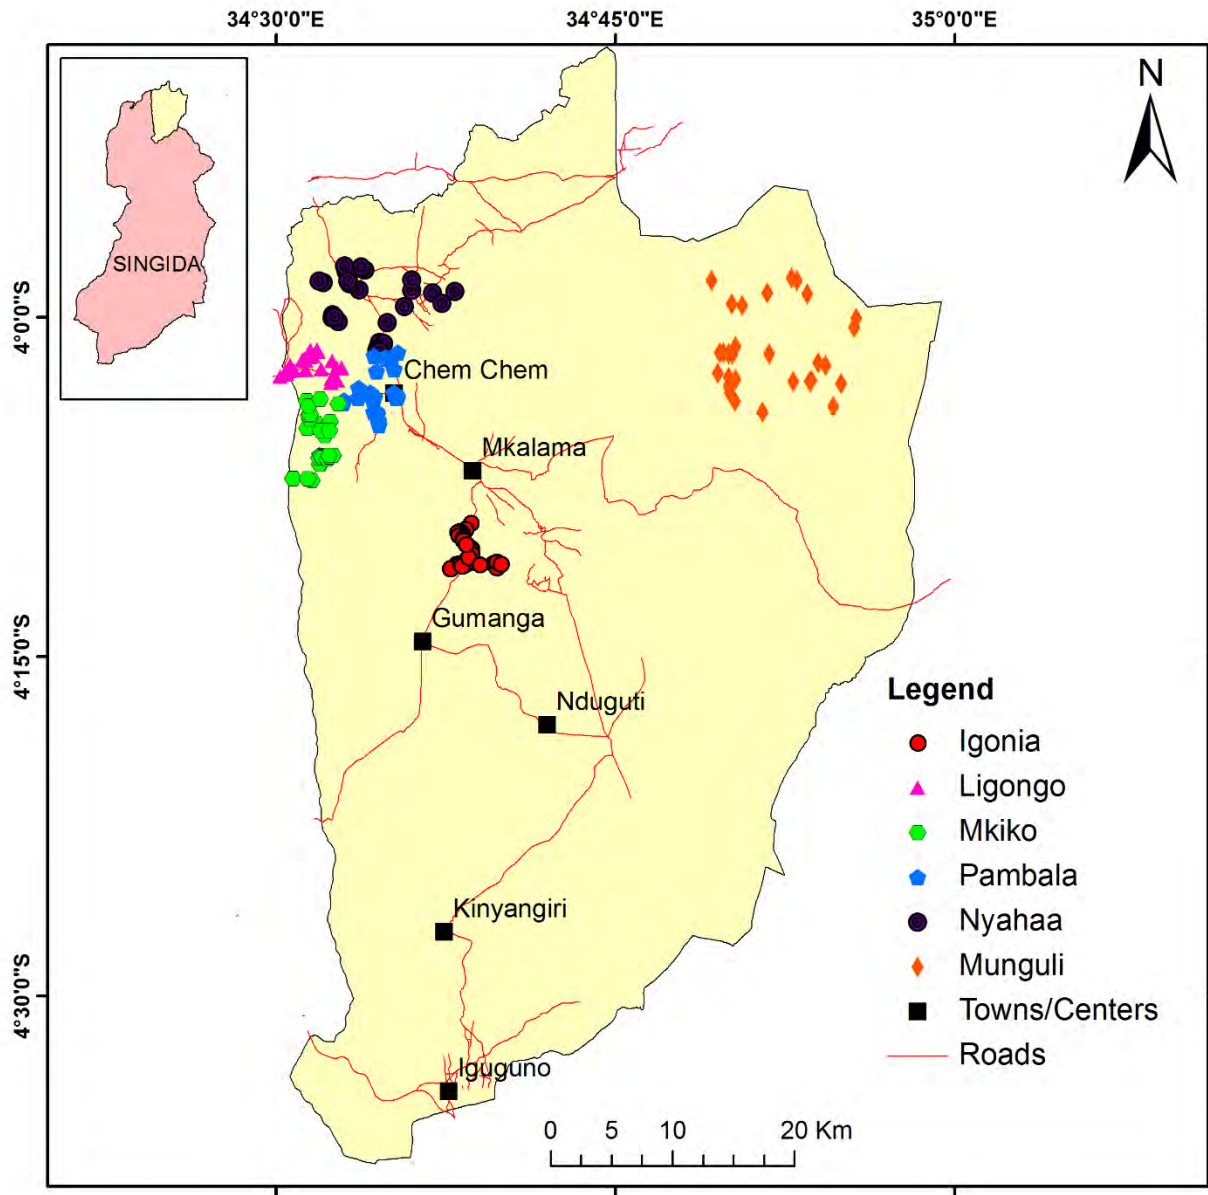 34°30'0"E
34°45'0"E
35°0'0"E
N
SINGIDA
4°0'0"S
Chem Chem
Mkalama
Gumanga
4°15'0"S
Nduguti
Legend
Igonia
Ligongo
Mkiko
Pambala
Nyahaa
Munguli
Towns/Centers
Roads
Kinyangiri
4°30'0"S
Iguguno
0 5 10 20 Km